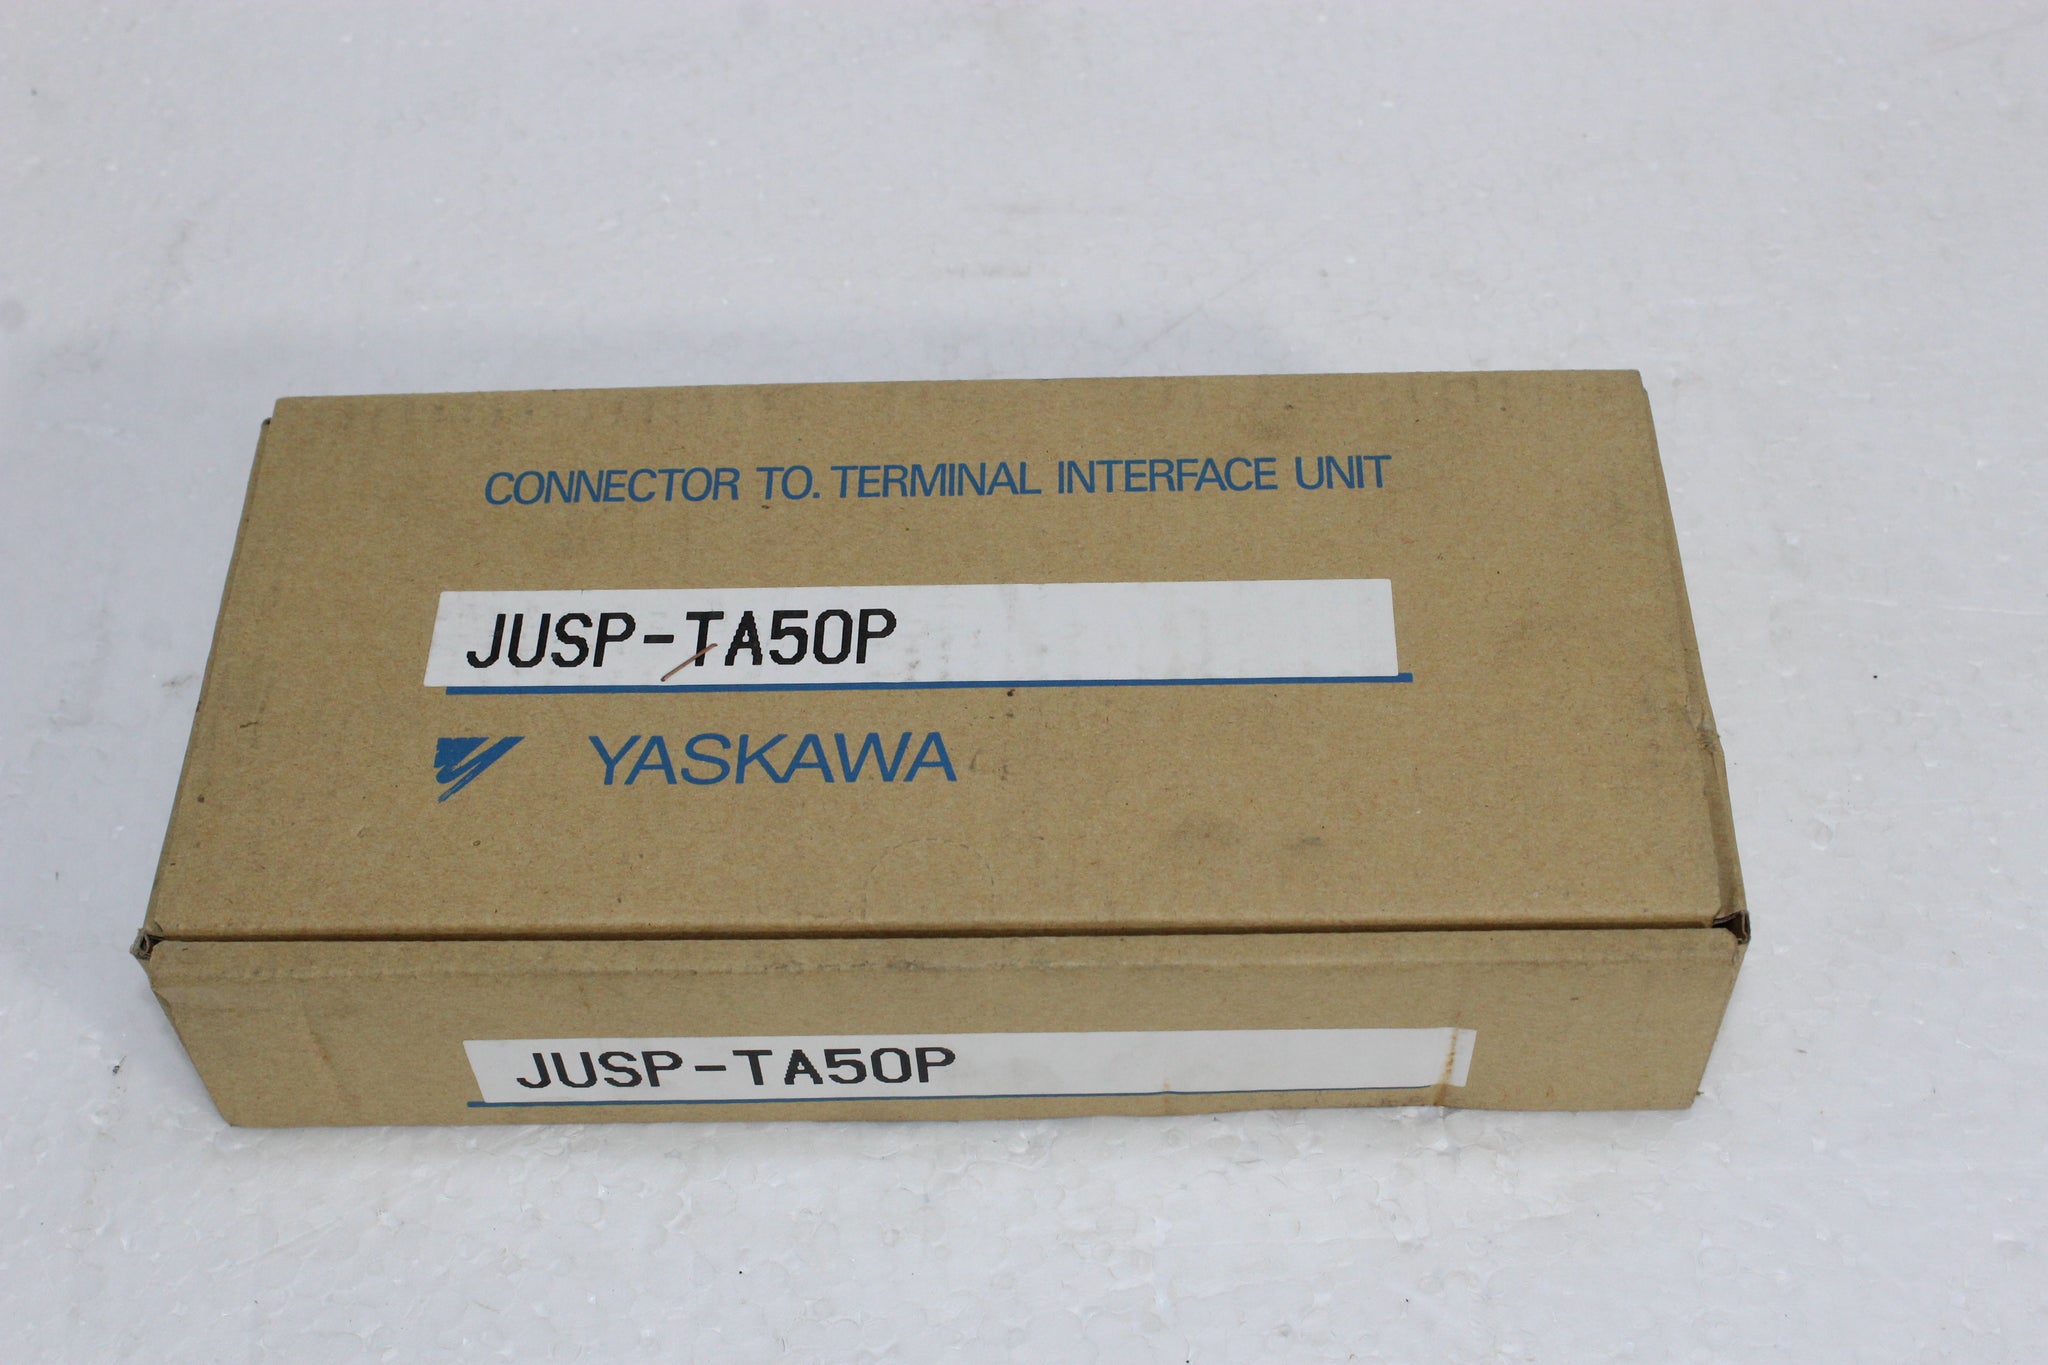 CONNECTOR TO. TERMINAL INTERFACE UNIT
JUSP-TA50P
YASKAWA
JUSP-TA50P